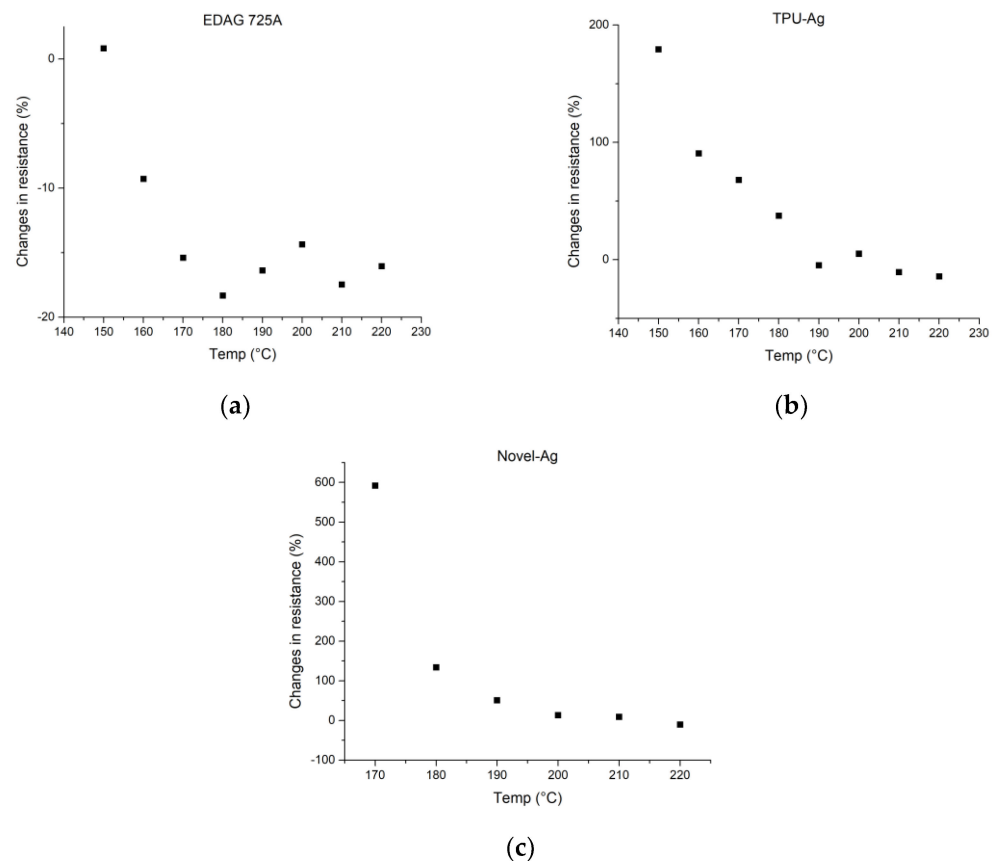 EDAG 725A
Changes in resistance (%)
0
-10
-20
140 150 160 170 180 190 200 210 220 230
Temp (°C)
(a)
TPU-Ag
Changes in resistance (%)
200
100
0
140 150 160 170 180 190 200 210 220 230
Temp (°C)
(b)
Novel-Ag
Changes in resistance (%)
600
500
400
300
200
100
0
-100
170 180 190 200 210 220
Temp (°C)
(c)